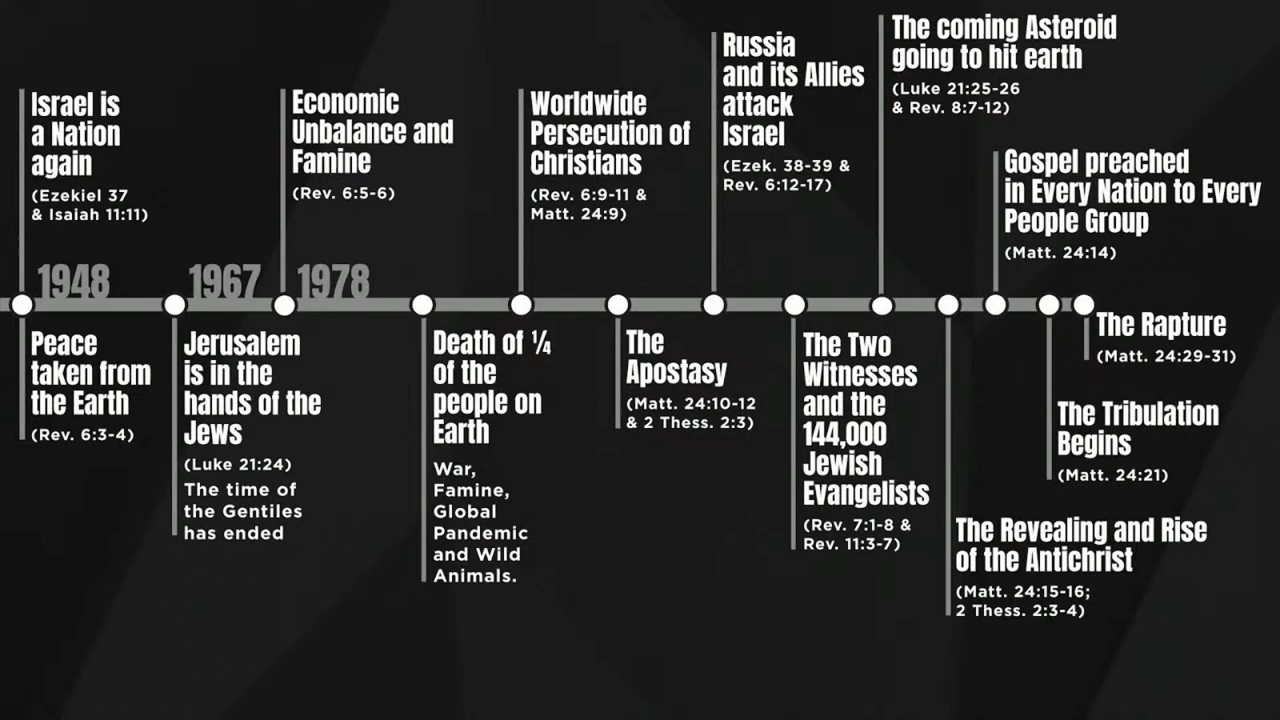 Israel is
a Nation
again
(Ezekiel 37
& Isaiah 11:11)
1948
Peace
taken from
the Earth
(Rev. 6:3-4)
1967
Jerusalem
is in the
hands of the
Jews
(Luke 21:24)
The time of
the Gentiles
has ended
Economic
Unbalance and
Famine
(Rev. 6:5-6)
1978
Death of ¼
of the
people on
Earth
War,
Famine,
Global
Pandemic
and Wild
Animals.
Worldwide
Persecution of
Christians
(Rev. 6:9-11 &
Matt. 24:9)
The
Apostasy
(Matt. 24:10-12
& 2 Thess. 2:3)
Russia
and its Allies
attack
Israel
(Ezek. 38-39 &
Rev. 6:12-17)
The Two
Witnesses
and the
144,000
Jewish
Evangelists
(Rev. 7:1-8 &
Rev. 11:3-7)
The coming Asteroid
going to hit earth
(Luke 21:25-26
& Rev. 8:7-12)
The Revealing and Rise
of the Antichrist
(Matt. 24:15-16;
2 Thess. 2:3-4)
Gospel preached
in Every Nation to Every
People Group
(Matt. 24:14)
The Tribulation
Begins
(Matt. 24:21)
The Rapture
(Matt. 24:29-31)